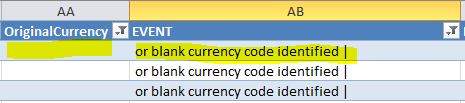 AA AB
OriginalCurrency EVENT
or blank currency code identified |
or blank currency code identified |
or blank currency code identified |